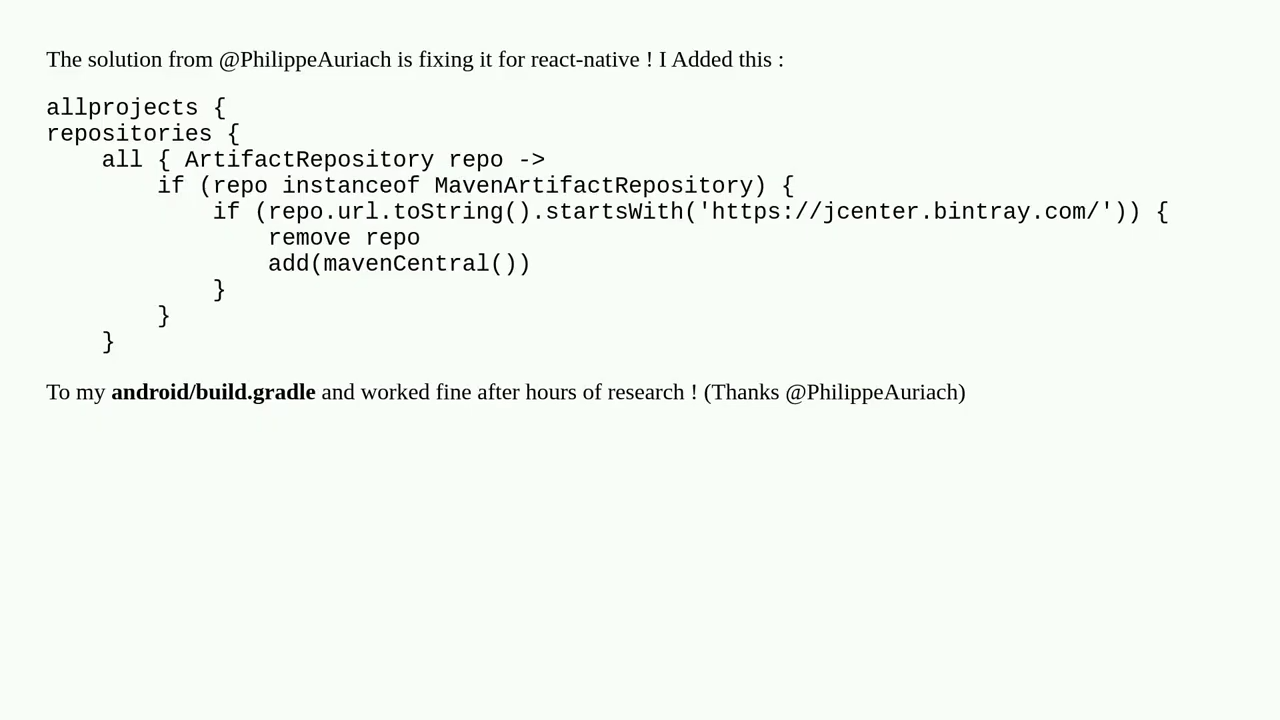 The solution from @PhilippeAuriach is fixing it for react-native ! I Added this :
allprojects {
repositories {
    all { ArtifactRepository repo ->
        if (repo instanceof MavenArtifactRepository) {
            if (repo.url.toString().startsWith('https://jcenter.bintray.com/')) {
                remove repo
                add(mavenCentral())
            }
        }
    }
To my android/build.gradle and worked fine after hours of research ! (Thanks @PhilippeAuriach)